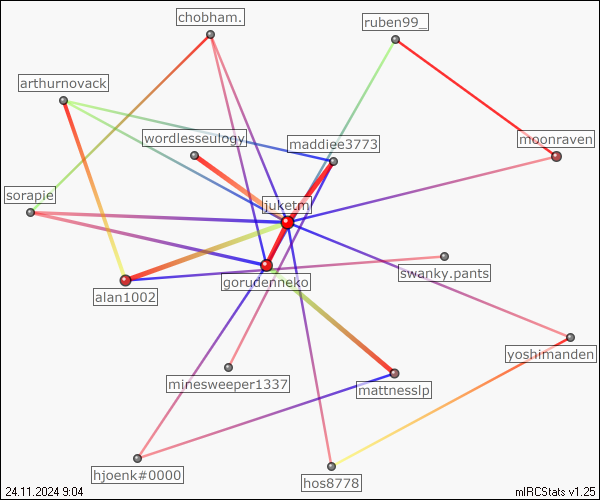 chobham.
ruben99_
arthurnovack
wordlesseulogy
maddiee3773
moonraven
sorapie
juketm
alan1002
gorudenneko
swanky.pants
yoshimanden
minesweeper1337
mattnesslp
hjoenk#0000
hos8778
24.11.2024 9:04
mIRCStats v1.25